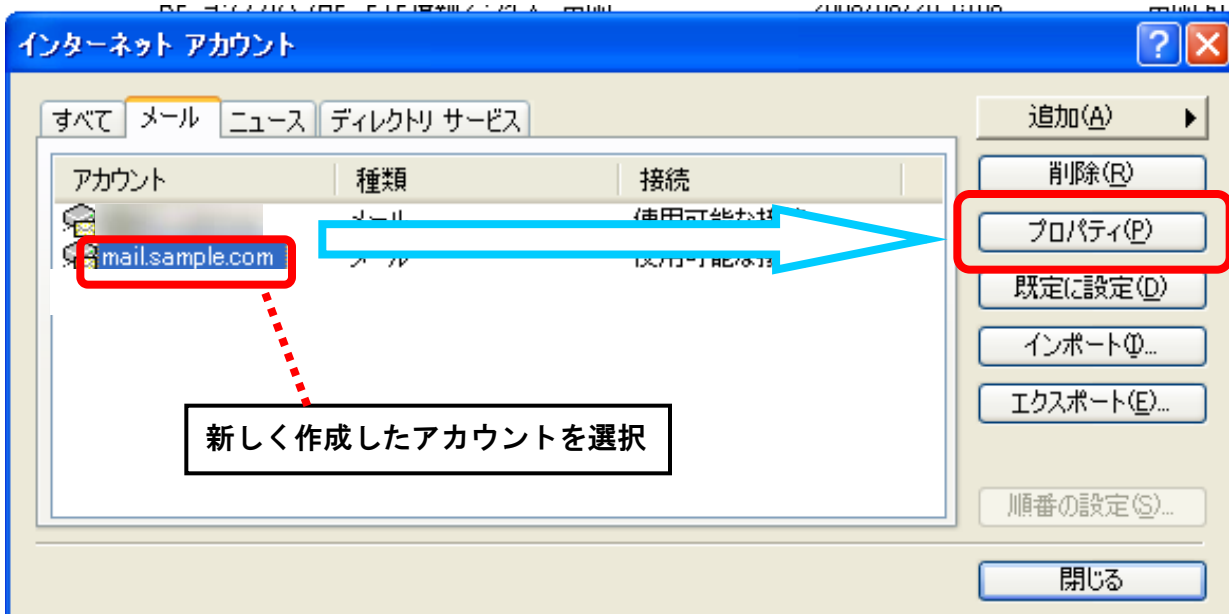 インターネット アカウント
すべて メール ニュース ディレクトリ サービス
アカウント 種類 接続
mail.sample.com
新しく作成したアカウントを選択
追加(A)
削除(R)
プロパティ(P)
既定に設定(D)
インポート(I)...
エクスポート(E)...
順番の設定(S)...
閉じる